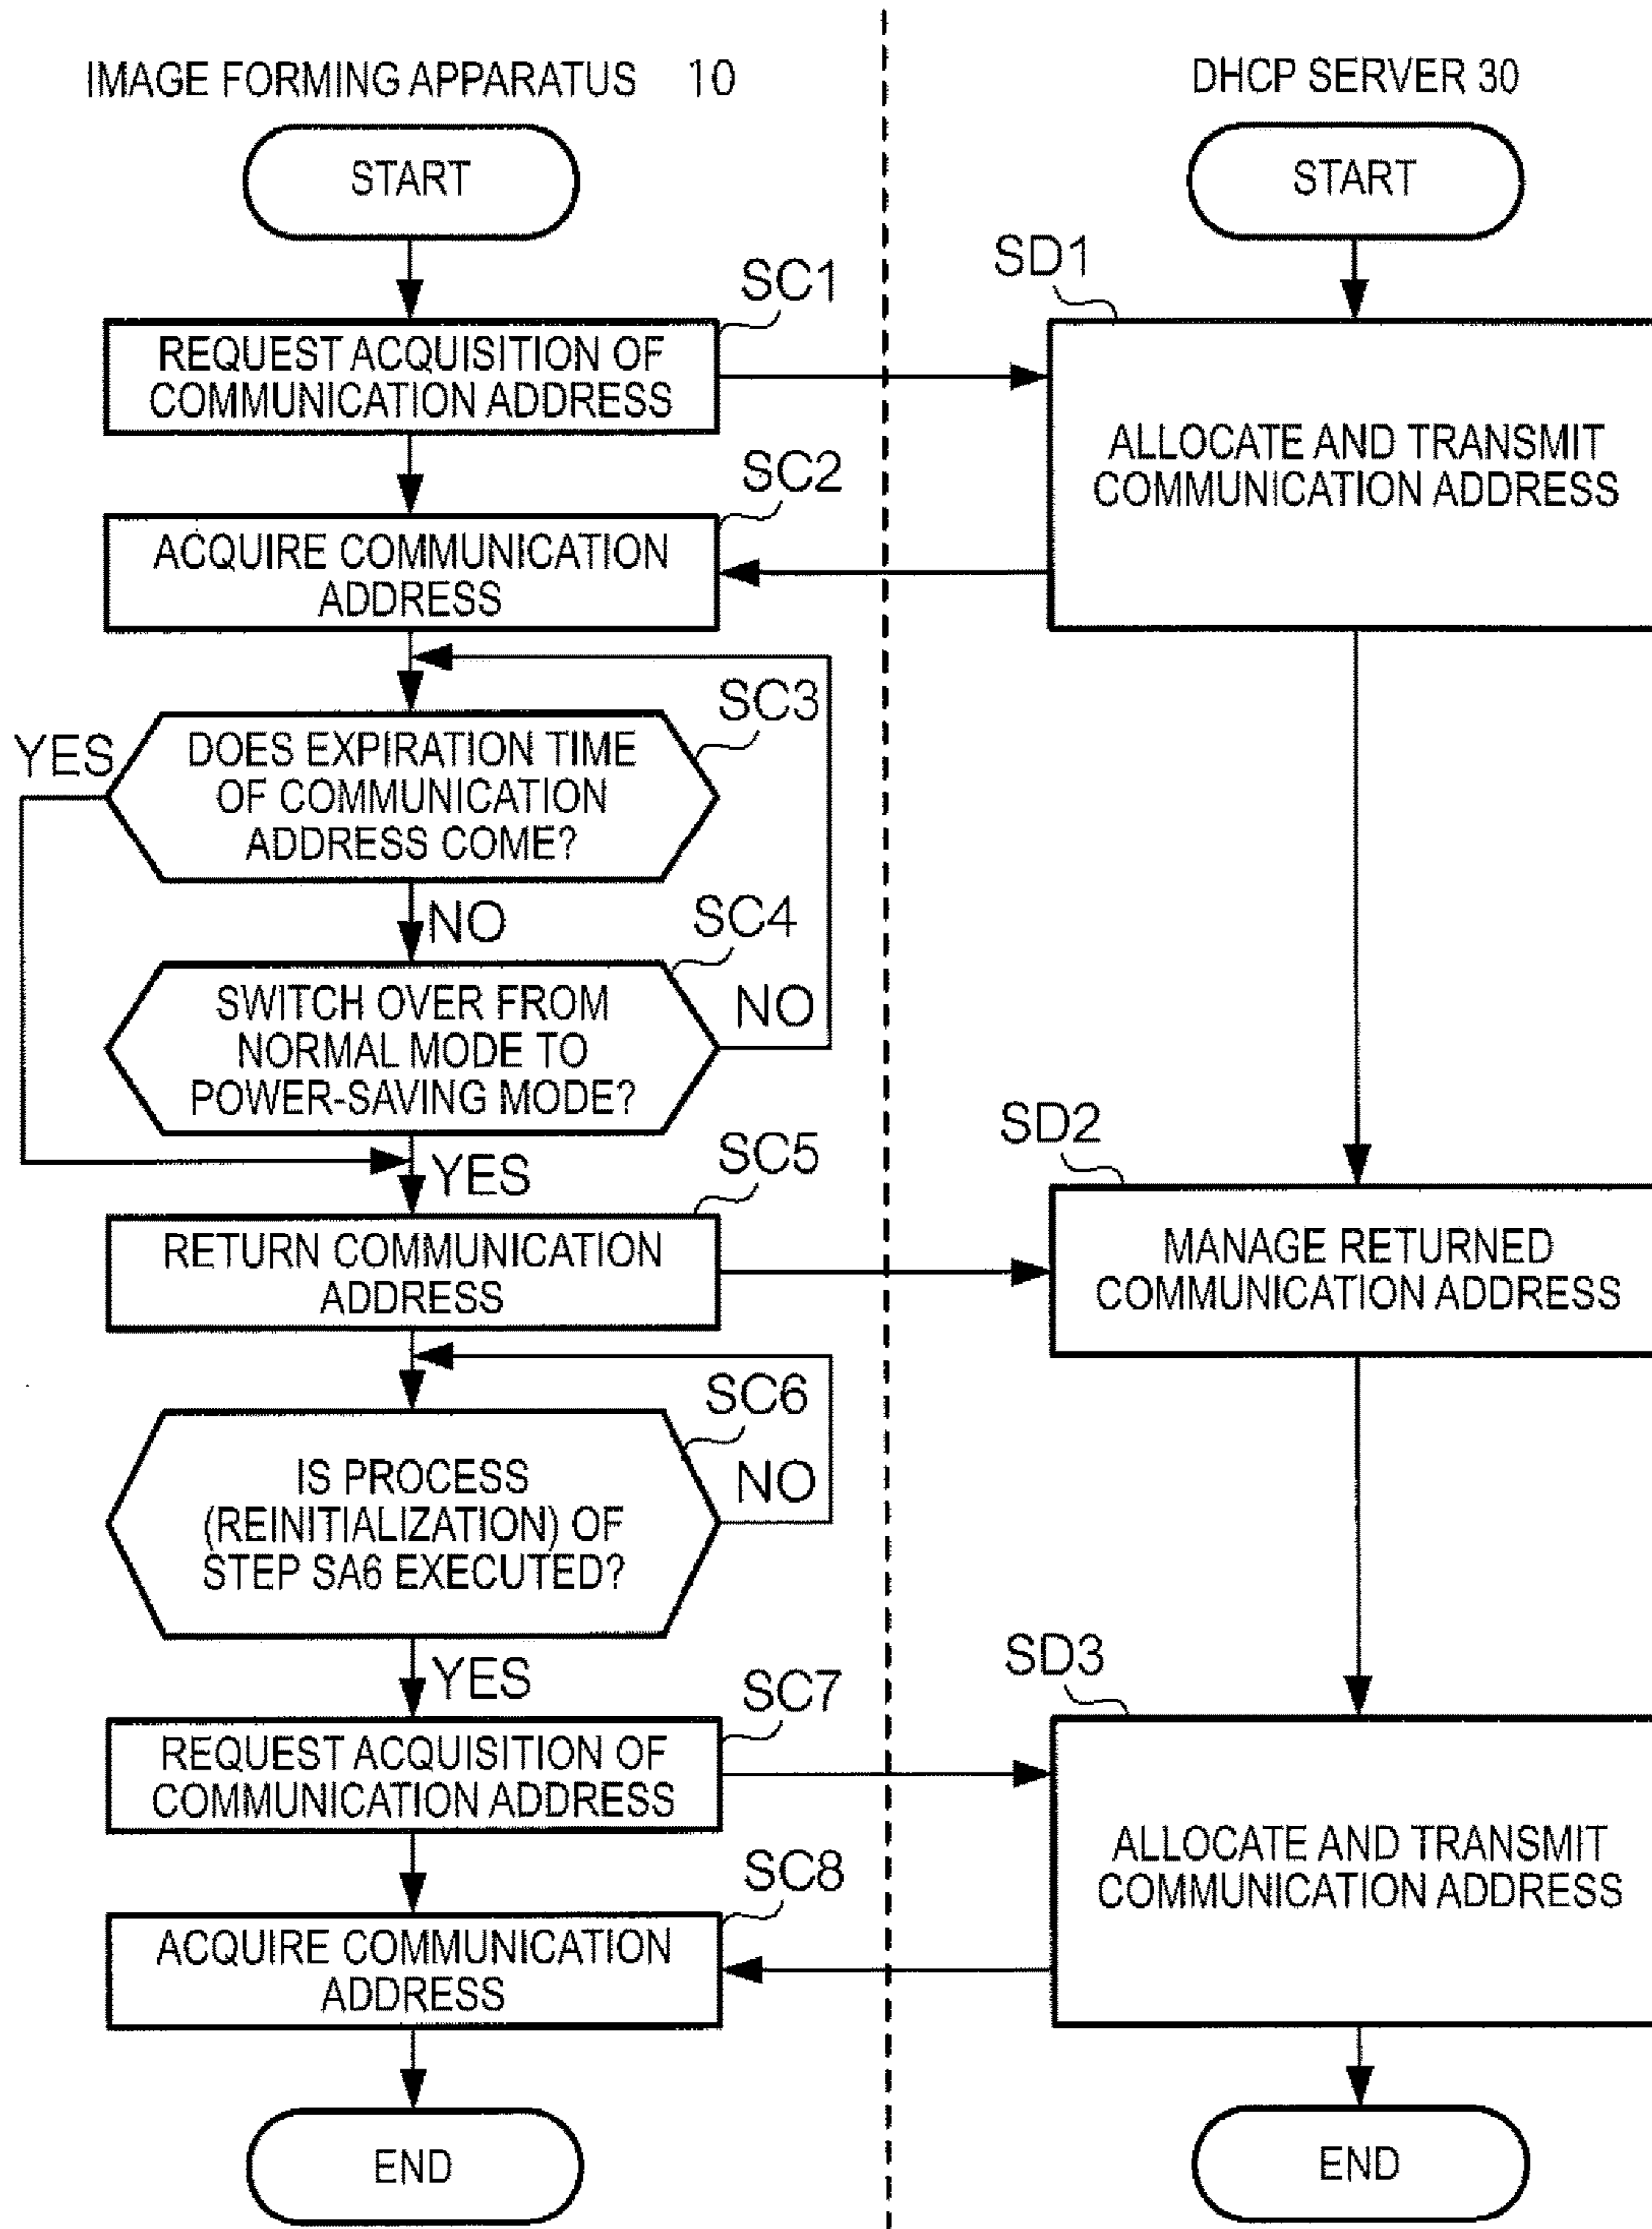 IMAGE FORMING APPARATUS 10
START
SC1
REQUEST ACQUISITION OF
COMMUNICATION ADDRESS
SC2
ACQUIRE COMMUNICATION
ADDRESS
SC3
YES
DOES EXPIRATION TIME
OF COMMUNICATION
ADDRESS COME?
NO
SC4
SWITCH OVER FROM
NORMAL MODE TO
POWER-SAVING MODE?
NO
YES
SC5
RETURN COMMUNICATION
ADDRESS
SC6
IS PROCESS
(REINITIALIZATION) OF
STEP SA6 EXECUTED?
NO
YES
SC7
REQUEST ACQUISITION OF
COMMUNICATION ADDRESS
SC8
ACQUIRE COMMUNICATION
ADDRESS
END
DHCP SERVER 30
START
SD1
ALLOCATE AND TRANSMIT
COMMUNICATION ADDRESS
SD2
MANAGE RETURNED
COMMUNICATION ADDRESS
SD3
ALLOCATE AND TRANSMIT
COMMUNICATION ADDRESS
END